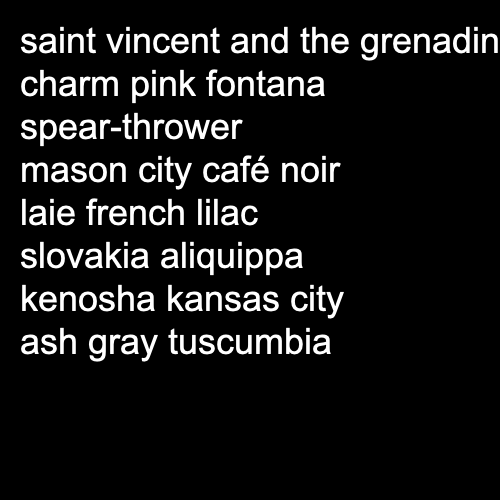 saint vincent and the grenadin
charm pink fontana
spear-thrower
mason city café noir
laie french lilac
slovakia aliquippa
kenosha kansas city
ash gray tuscumbia